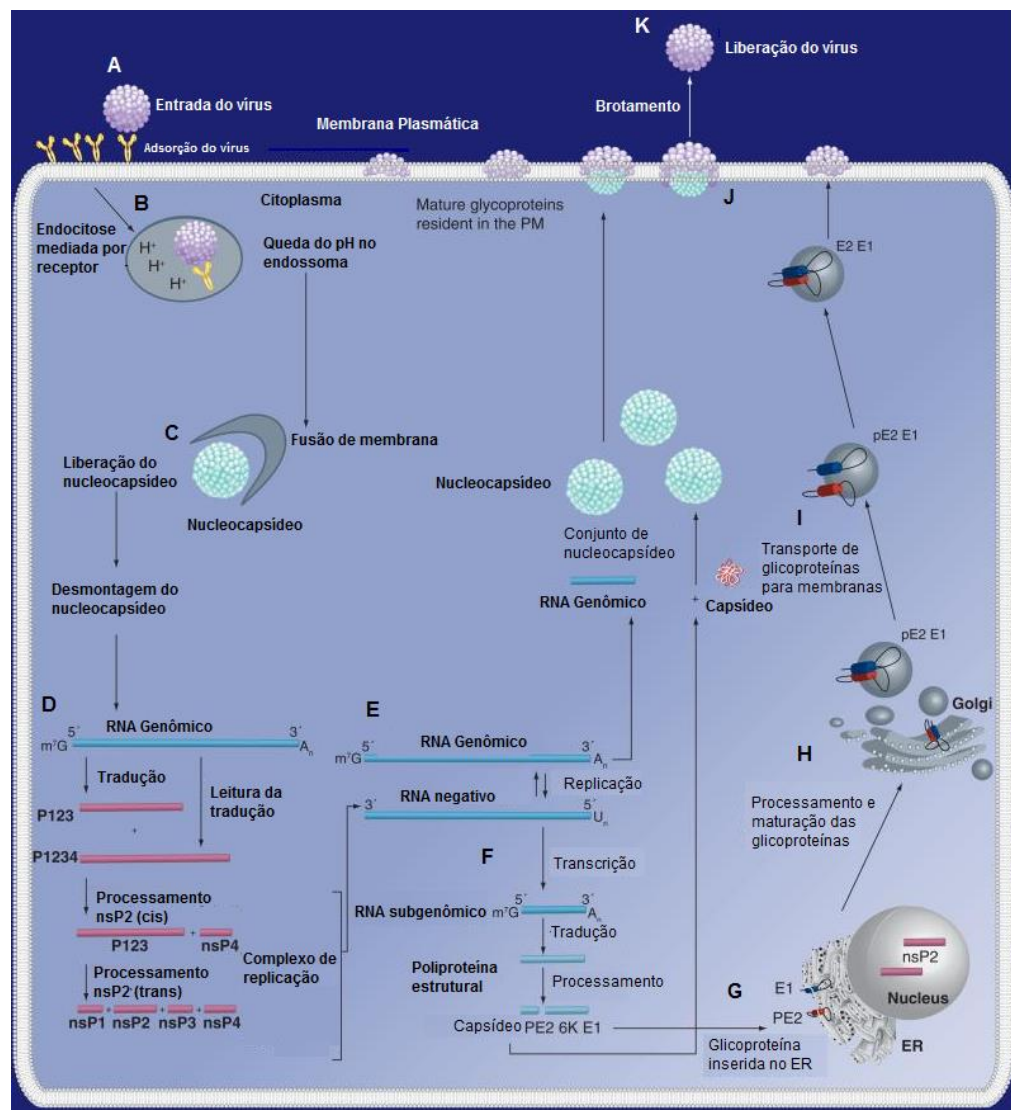 K
Liberação do vírus
A
Entrada do vírus
Brotamento
Membrana Plasmática
Adsorção do vírus
B
Citoplasma
Mature glycoproteins
resident in the PM
J
Endocitose
mediada por
receptor
H+
H+
H+
Queda do pH no
endossoma
E2 E1
C
Fusão de membrana
Liberação do
nucleocapsídeo
Nucleocapsídeo
Nucleocapsídeo
pE2 E1
I
Conjunto de
nucleocapsídeo
Transporte de
glicoproteínas
para membranas
Desmontagem do
nucleocapsídeo
RNA Genômico
+
Capsídeo
pE2 E1
Golgi
D
E
5´ RNA Genômico 3´
m7G An
5´ RNA Genômico 3´
m7G An
H
Tradução
Leitura da
tradução
Replicação
P123
+
3´ RNA negativo 5´
Un
Processamento e
maturação das
glicoproteínas
P1234
F
Transcrição
Processamento
nsP2 (cis)
RNA subgenômico
5´ 3´
m7G An
P123 + nsP4
Tradução
Complexo de
replicação
Poliproteína
estrutural
Processamento
nsP2 (trans)
Processamento
nsP1 + nsP2 + nsP3 + nsP4
G
nsP2
E1
Nucleus
PE2
ER
Capsídeo PE2 6K E1
Glicoproteína
inserida no ER